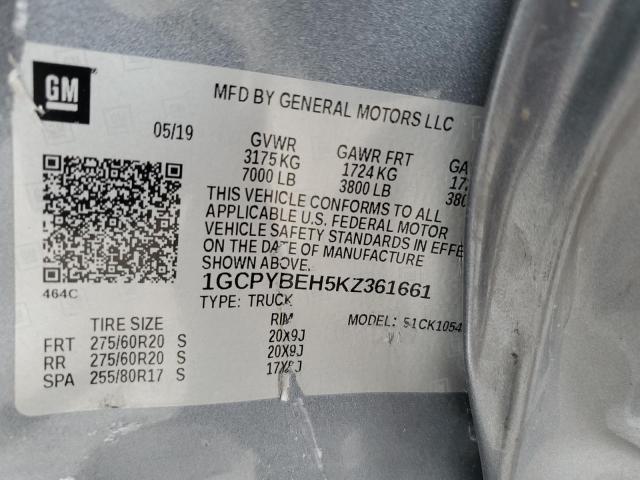 GM
MFD BY GENERAL MOTORS LLC
05/19
GVWR GAWR FRT
3175 KG 1724 KG
7000 LB 3800 LB
THIS VEHICLE CONFORMS TO ALL
APPLICABLE U.S. FEDERAL MOTOR
VEHICLE SAFETY STANDARDS IN EFFE
ON THE DATE OF MANUFACTURE
SHOWN ABOVE.
1GCPYBEH5KZ361661
464C
TYPE: TRUCK
TIRE SIZE RIM MODEL: S1CK1054
FRT 275/60R20 S 20X9J
RR 275/60R20 S 20X9J
SPA 255/80R17 S